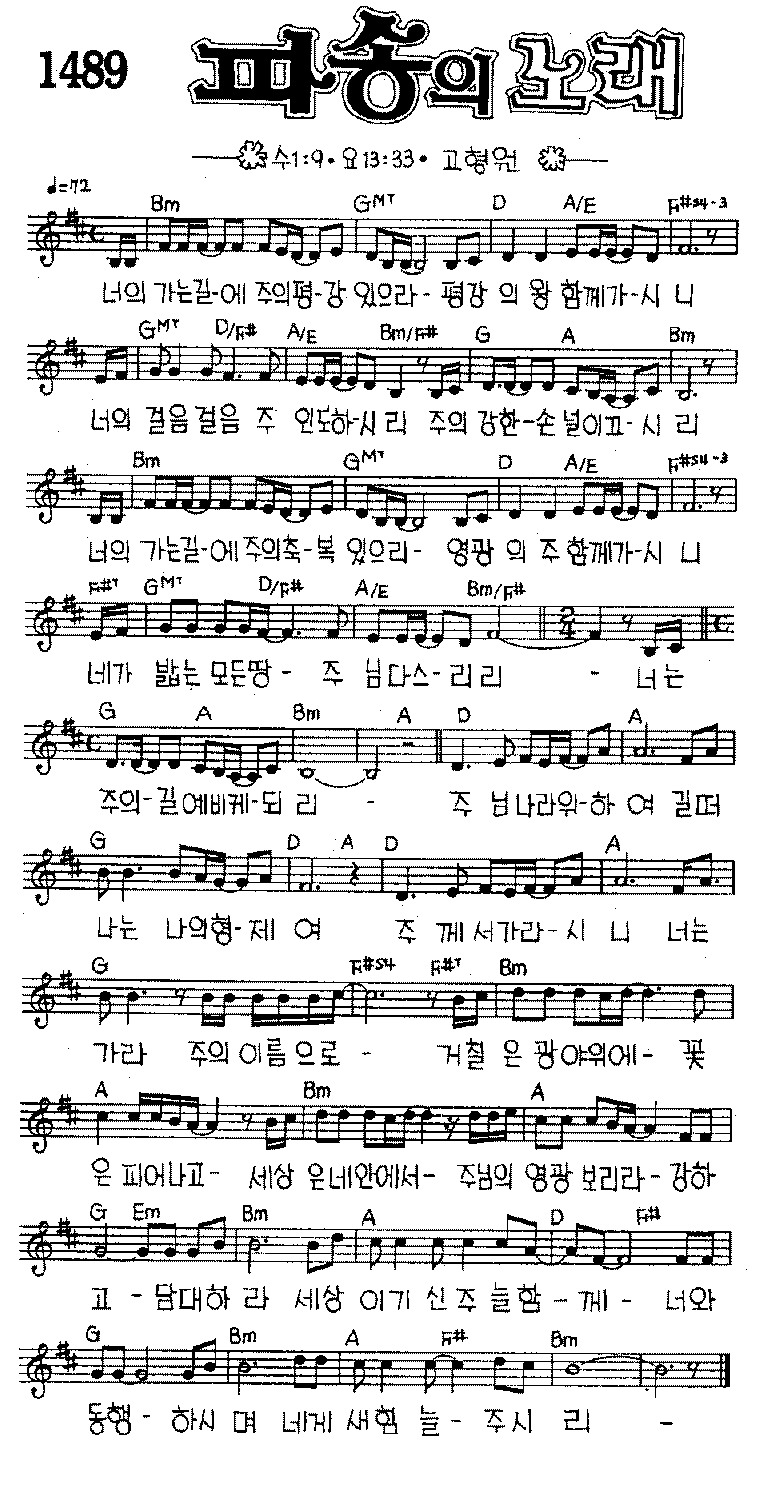 1489 파송의 노래
수1:9 · 요13:33 · 고형원
♩=72
Bm GM7 D A/E F#s4-3
너의 가는길-에 주의평-강 있으라- 평강 의 왕 함께가-시 니
GM7 D/F# A/E Bm/F# G A Bm
너의 걸음걸음 주 인도하-시리 주의 강한-손 널이끄-시 리
Bm GM7 D A/E F#s4-3
너의 가는길-에 주의축-복 있으리- 영광 의 주 함께가-시 니
F#7 GM7 D/F# A/E Bm/F#
네가 밟는 모든땅- 주 님다스-리리 - 너는
G A Bm A D A
주의-길에비케-되 리 - 주 님나라위-하 여 길떠
G D A D A
나는 나의형-제 여 주 께서가라-시 니 너는
G F#s4 F#7 Bm
가라 주의이름으로- 거칠 은 광야위에- 꽃
A Bm A
은 피어나고- 세상 은네안에서- 주님의 영광 보리라- 강하
G Em Bm A D F#
고 - 담대하 라 세상 이기 신 주 늘함-께- 너와
G Bm A F# Bm
동행- 하시 며 네게 새힘 늘- 주시 리 -